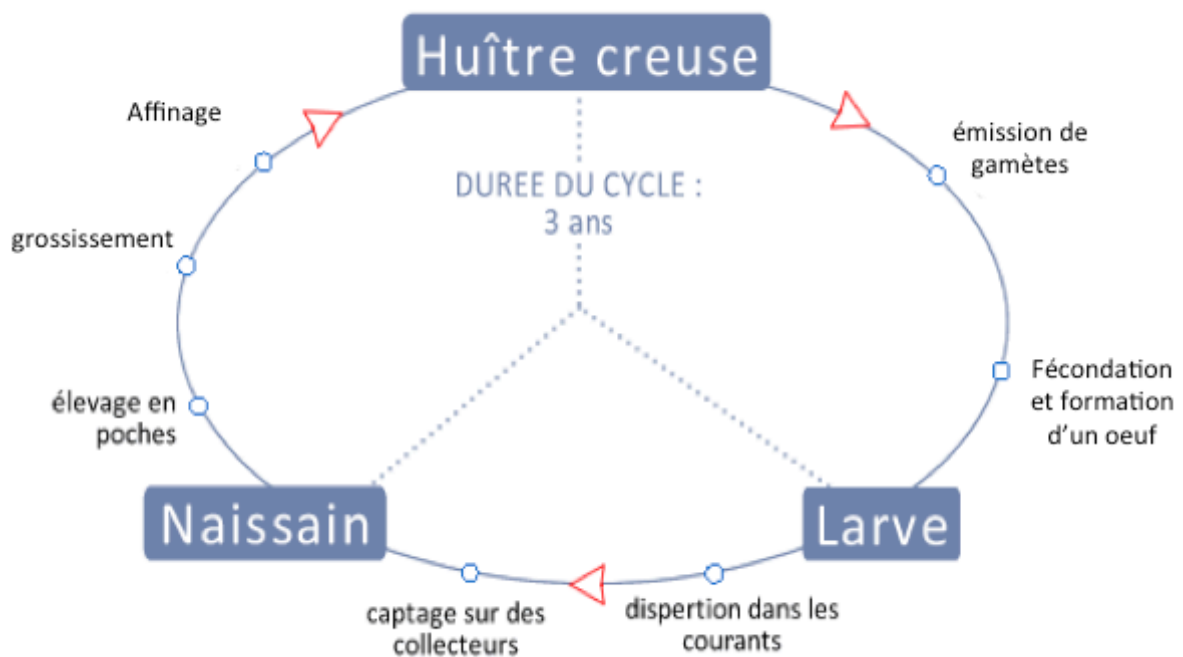 Huître creuse
Affinage
émission de
gamètes
DUREE DU CYCLE :
3 ans
grossissement
Fécondation
et formation
d'un oeuf
élevage en
poches
Naissain
Larve
captage sur des
collecteurs
dispertion dans les
courants